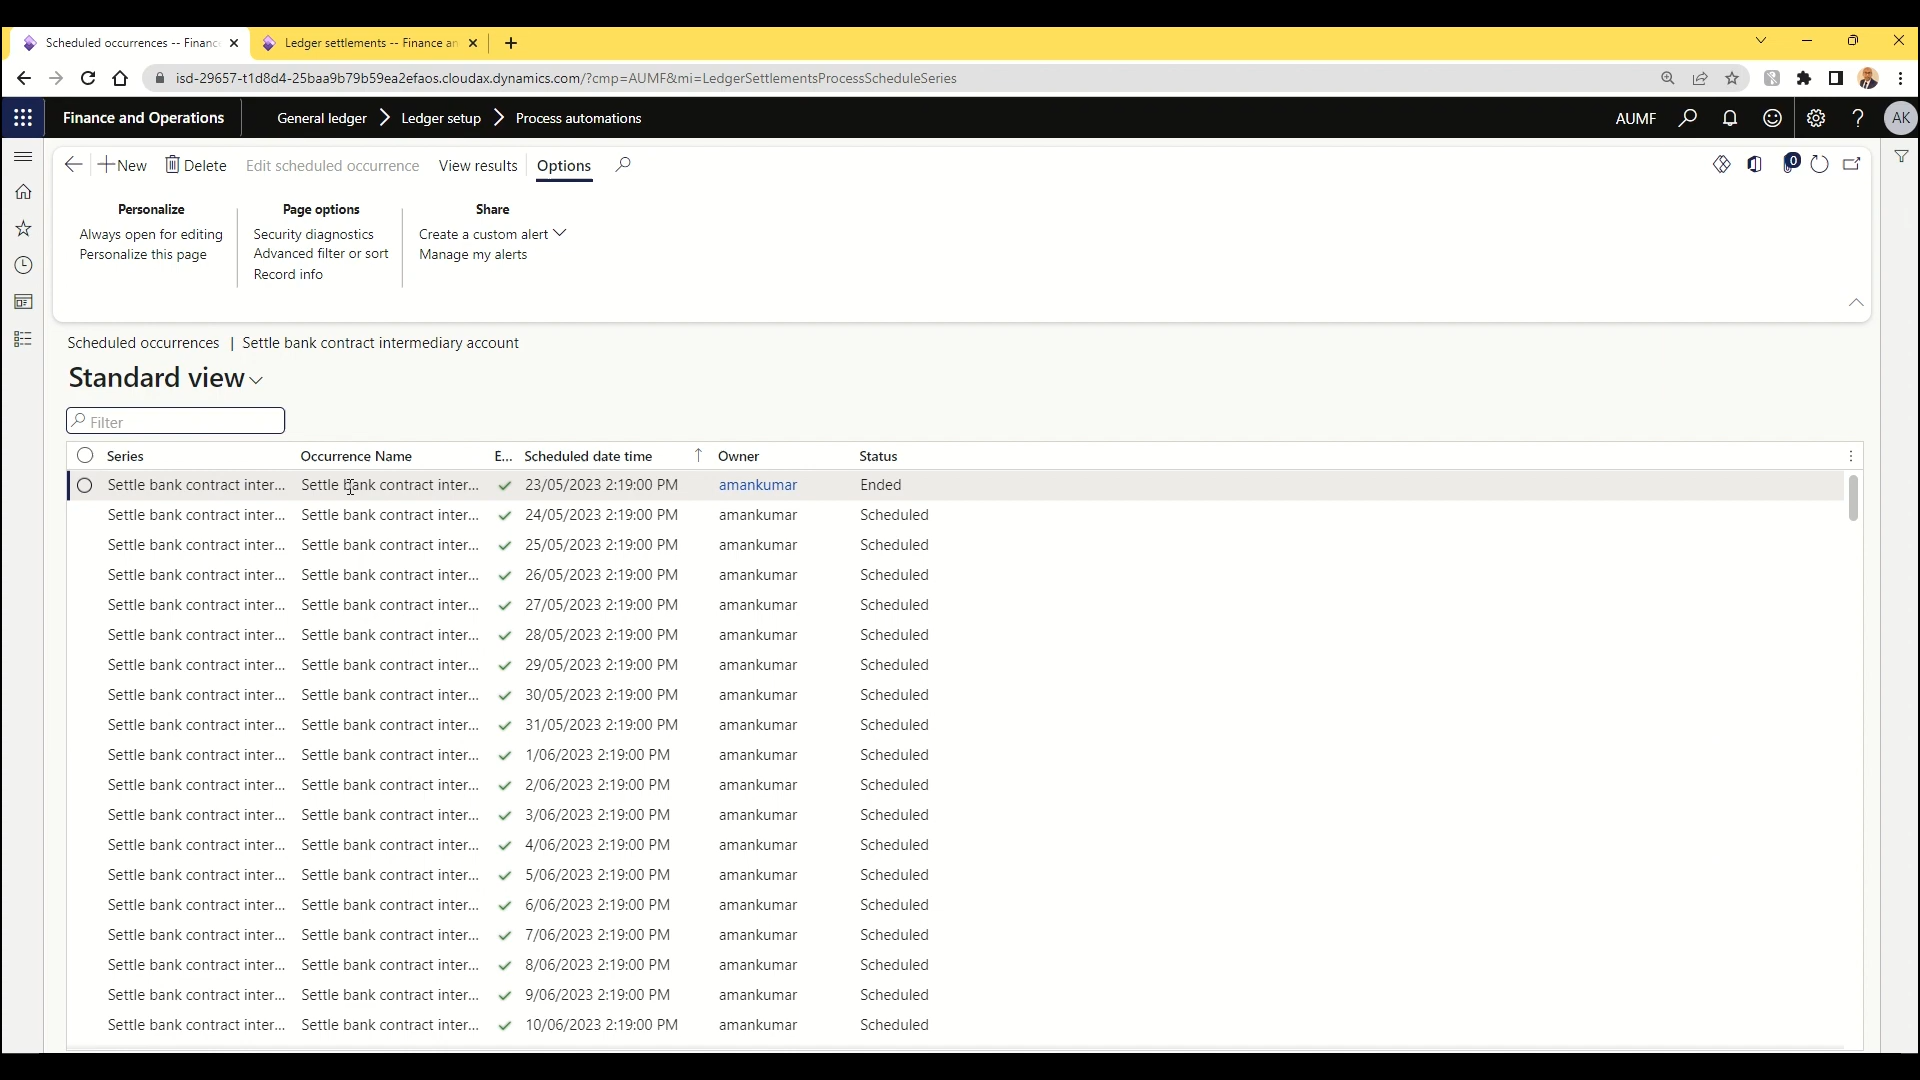 Scheduled occurrences -- Financ
Ledger settlements -- Finance an
isd-29657-t1d8d4-25baa9b79b59ea2efaos.cloudax.dynamics.com/?cmp=AUMF&mi=LedgerSettlementsProcessScheduleSeries
Finance and Operations General ledger Ledger setup Process automations AUMF ? AK
New Delete Edit scheduled occurrence View results Options 0
Personalize Page options Share
Always open for editing Security diagnostics Create a custom alert
Personalize this page Advanced filter or sort Manage my alerts
Record info
Scheduled occurrences | Settle bank contract intermediary account
Standard view
Filter
Series Occurrence Name E... Scheduled date time Owner Status
Settle bank contract inter... Settle bank contract inter... 23/05/2023 2:19:00 PM amankumar Ended
Settle bank contract inter... Settle bank contract inter... 24/05/2023 2:19:00 PM amankumar Scheduled
Settle bank contract inter... Settle bank contract inter... 25/05/2023 2:19:00 PM amankumar Scheduled
Settle bank contract inter... Settle bank contract inter... 26/05/2023 2:19:00 PM amankumar Scheduled
Settle bank contract inter... Settle bank contract inter... 27/05/2023 2:19:00 PM amankumar Scheduled
Settle bank contract inter... Settle bank contract inter... 28/05/2023 2:19:00 PM amankumar Scheduled
Settle bank contract inter... Settle bank contract inter... 29/05/2023 2:19:00 PM amankumar Scheduled
Settle bank contract inter... Settle bank contract inter... 30/05/2023 2:19:00 PM amankumar Scheduled
Settle bank contract inter... Settle bank contract inter... 31/05/2023 2:19:00 PM amankumar Scheduled
Settle bank contract inter... Settle bank contract inter... 1/06/2023 2:19:00 PM amankumar Scheduled
Settle bank contract inter... Settle bank contract inter... 2/06/2023 2:19:00 PM amankumar Scheduled
Settle bank contract inter... Settle bank contract inter... 3/06/2023 2:19:00 PM amankumar Scheduled
Settle bank contract inter... Settle bank contract inter... 4/06/2023 2:19:00 PM amankumar Scheduled
Settle bank contract inter... Settle bank contract inter... 5/06/2023 2:19:00 PM amankumar Scheduled
Settle bank contract inter... Settle bank contract inter... 6/06/2023 2:19:00 PM amankumar Scheduled
Settle bank contract inter... Settle bank contract inter... 7/06/2023 2:19:00 PM amankumar Scheduled
Settle bank contract inter... Settle bank contract inter... 8/06/2023 2:19:00 PM amankumar Scheduled
Settle bank contract inter... Settle bank contract inter... 9/06/2023 2:19:00 PM amankumar Scheduled
Settle bank contract inter... Settle bank contract inter... 10/06/2023 2:19:00 PM amankumar Scheduled